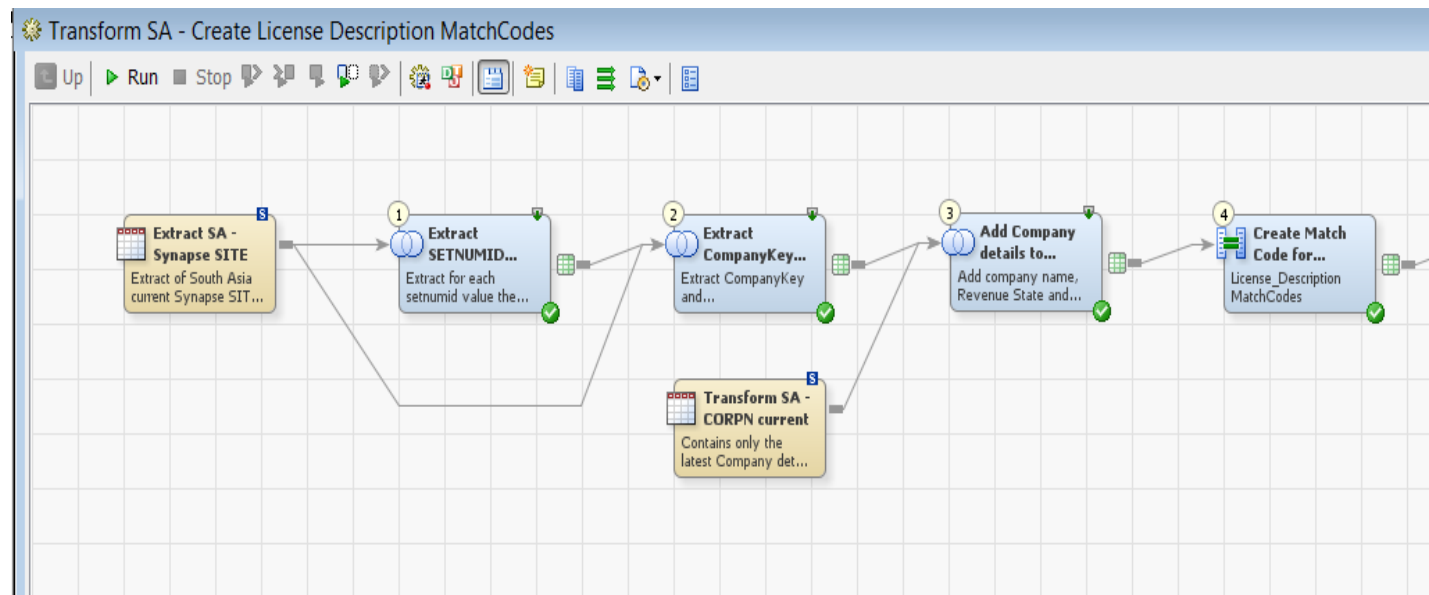 Transform SA - Create License Description MatchCodes
Up Run Stop
S
Extract SA -
Synapse SITE
Extract of South Asia
current Synapse SIT...
1
Extract
SETNUMID...
Extract for each
setnumid value the...
2
Extract
CompanyKey...
Extract CompanyKey
and...
3
Add Company
details to...
Add company name,
Revenue State and...
4
Create Match
Code for...
License_Description
MatchCodes
S
Transform SA -
CORPN current
Contains only the
latest Company det...